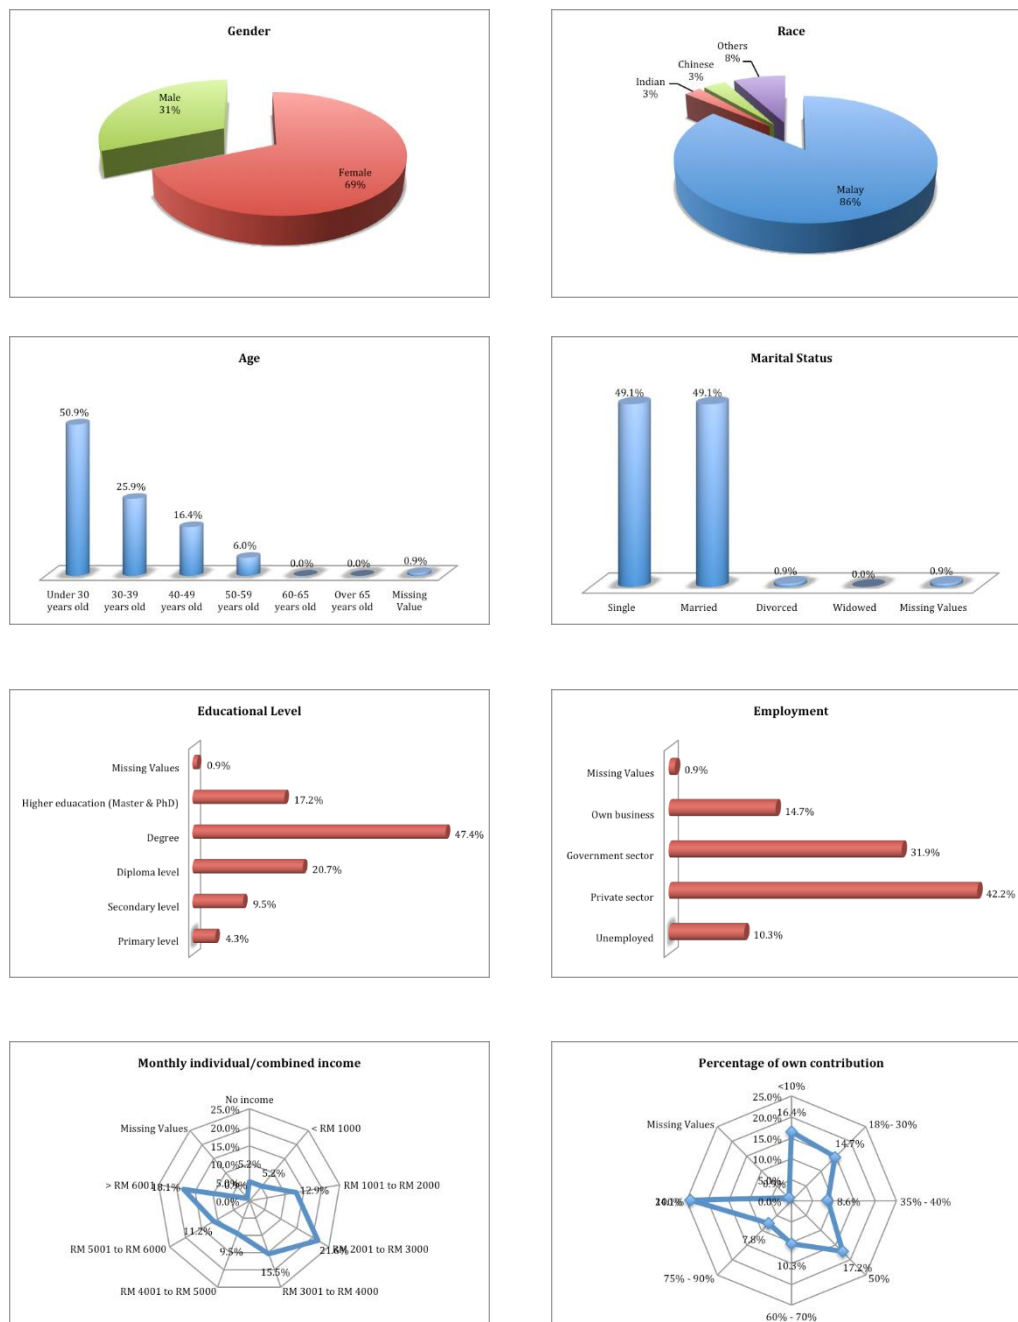 Gender
Male
31%
Female
69%
Race
Others
8%
Chinese
3%
Indian
3%
Malay
86%
Age
50.9%
25.9%
16.4%
6.0%
0.0%
0.0%
0.9%
Under 30
years old
30-39
years old
40-49
years old
50-59
years old
60-65
years old
Over 65
years old
Missing
Value
Marital Status
49.1%
49.1%
0.9%
0.0%
0.9%
Single
Married
Divorced
Widowed
Missing Values
Educational Level
Missing Values
0.9%
Higher eduacation (Master & PhD)
17.2%
Degree
47.4%
Diploma level
20.7%
Secondary level
9.5%
Primary level
4.3%
Employment
Missing Values
0.9%
Own business
14.7%
Government sector
31.9%
Private sector
42.2%
Unemployed
10.3%
Monthly individual/combined income
No income
25.0%
20.0%
15.0%
10.0%
5.0%
0.0%
< RM 1000
RM 1001 to RM 2000
RM 2001 to RM 3000
RM 3001 to RM 4000
RM 4001 to RM 5000
RM 5001 to RM 6000
> RM 6001
Missing Values
5.2%
5.2%
12.9%
21.6%
15.5%
9.5%
11.2%
18.1%
0.9%
Percentage of own contribution
<10%
25.0%
20.0%
15.0%
10.0%
5.0%
0.0%
18%- 30%
35% - 40%
50%
60% - 70%
75% - 90%
Missing Values
16.4%
14.7%
8.6%
17.2%
10.3%
7.8%
0.9%